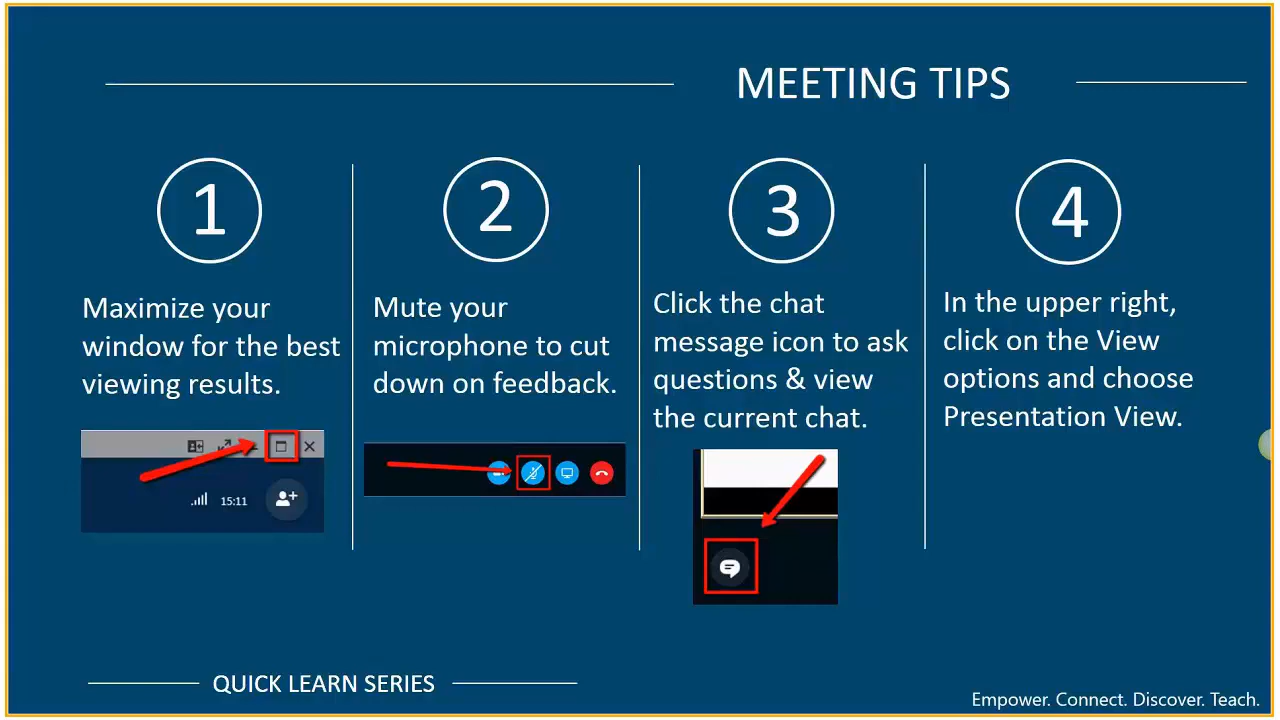 MEETING TIPS
1
Maximize your
window for the best
viewing results.
15:11
2
Mute your
microphone to cut
down on feedback.
3
Click the chat
message icon to ask
questions & view
the current chat.
4
In the upper right,
click on the View
options and choose
Presentation View.
QUICK LEARN SERIES
Empower. Connect. Discover. Teach.